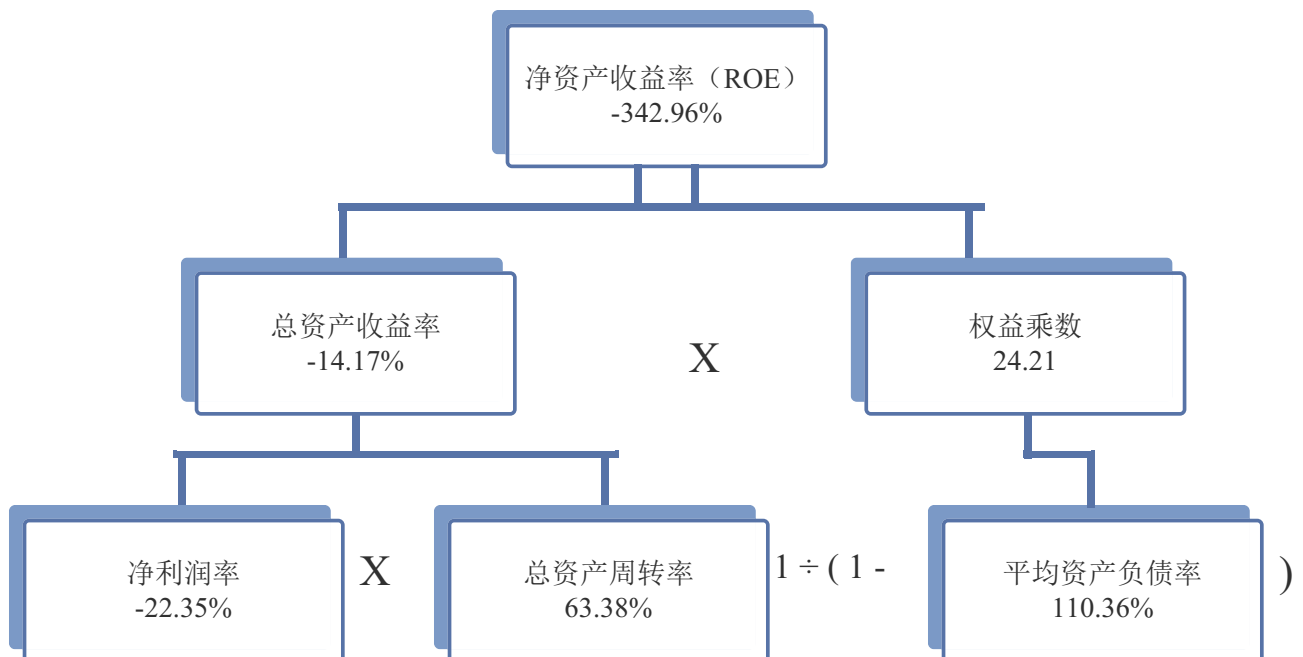 净资产收益率（ROE）
-342.96%
总资产收益率
-14.17%
X
权益乘数
24.21
净利润率
-22.35%
X
总资产周转率
63.38%
1 ÷ ( 1 -
平均资产负债率
110.36%
)